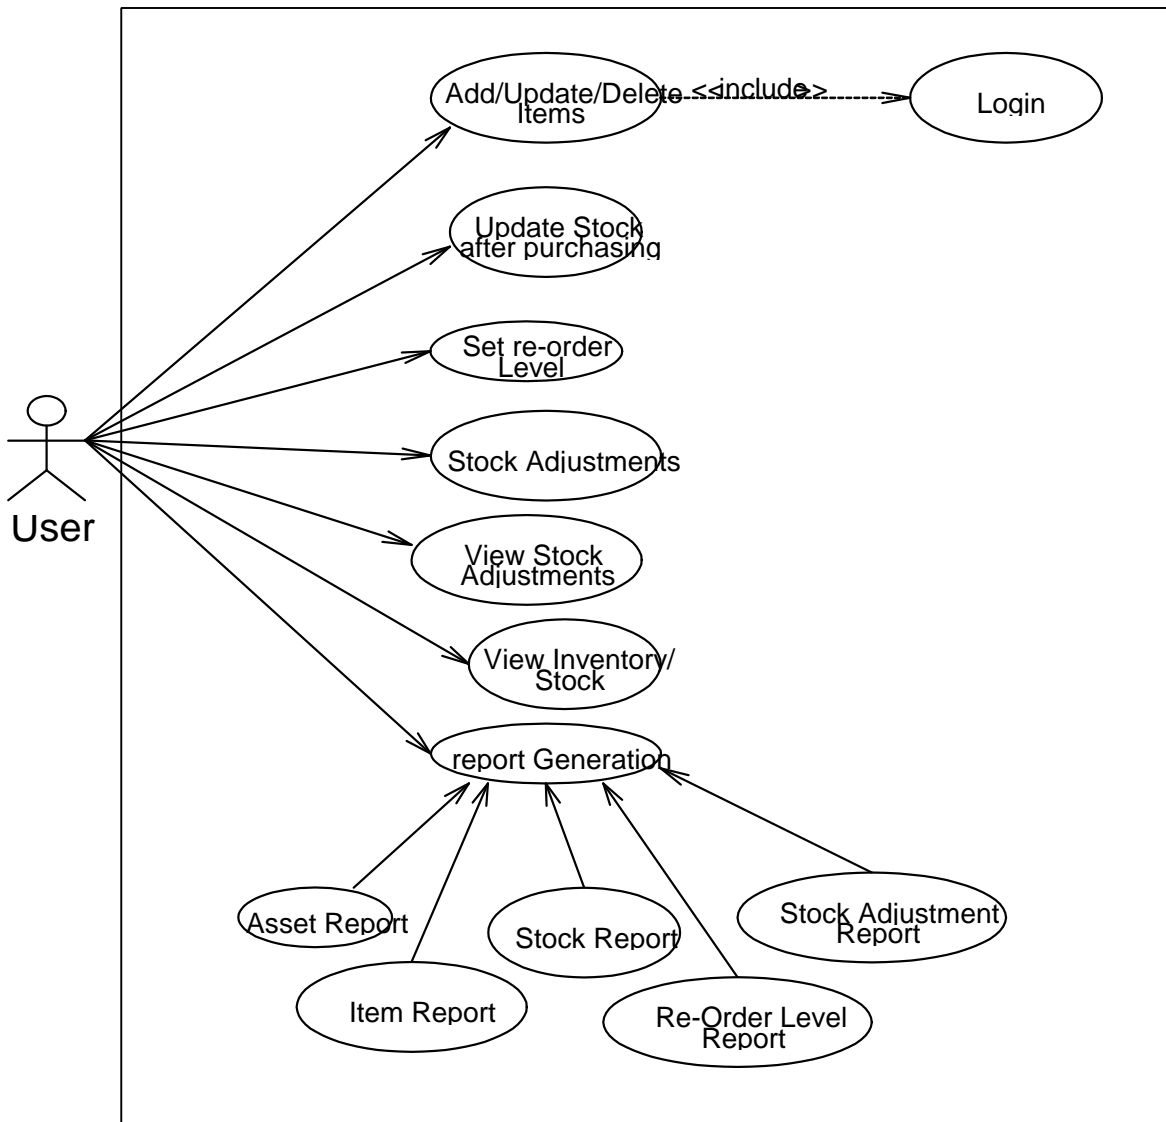 Add/Update/Delete
Items
<<include>>
Login
Update Stock
after purchasing
Set re-order
Level
Stock Adjustments
User
View Stock
Adjustments
View Inventory/
Stock
report Generation
Asset Report
Stock Report
Stock Adjustment
Report
Item Report
Re-Order Level
Report